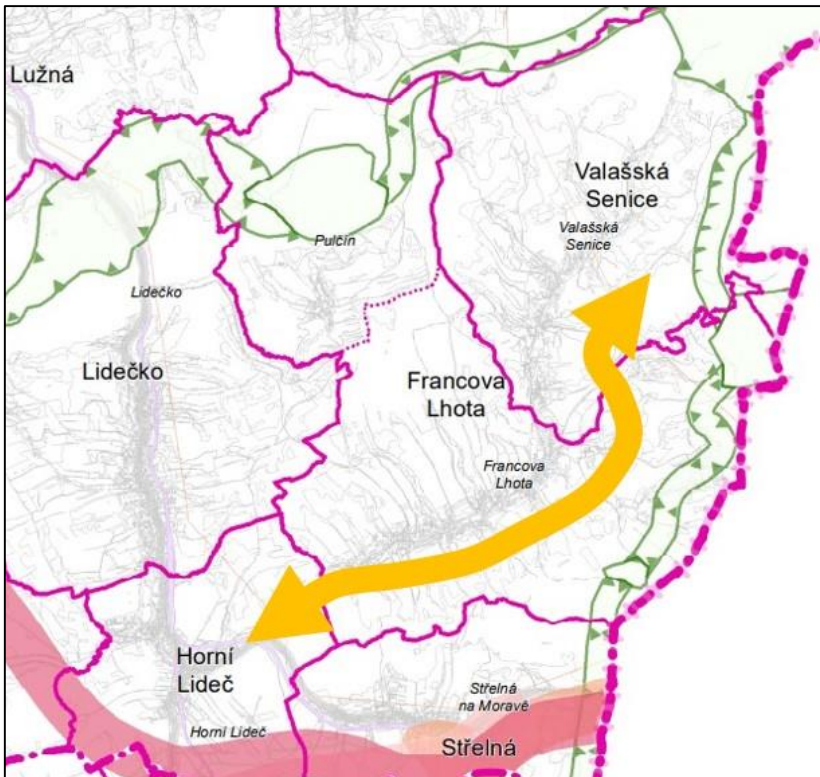 Lužná
Valašská
Senice
Valašská
Senice
Pulčín
Lidečko
Lidečko
Francova
Lhota
Francova
Lhota
Horní
Lideč
Střelná
na Moravě
Horní Lideč
Střelná